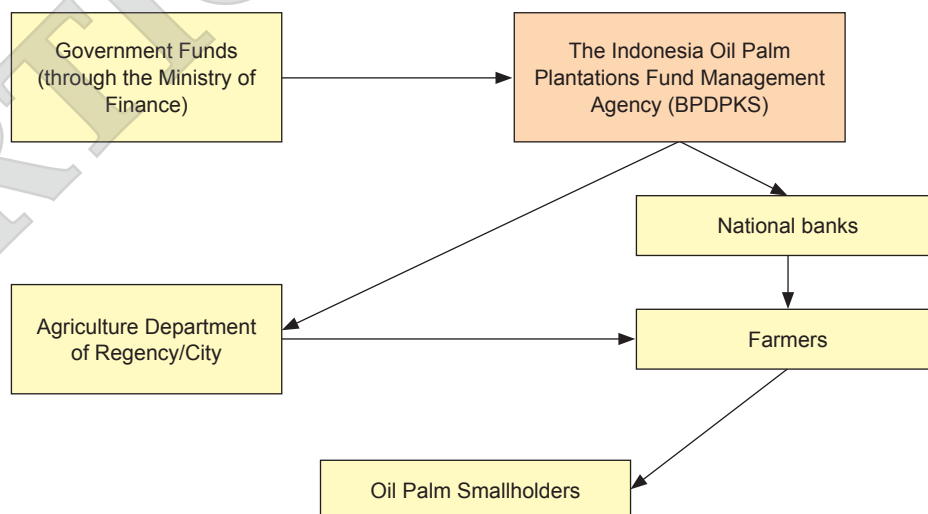 Government Funds
(through the Ministry of
Finance)
The Indonesia Oil Palm
Plantations Fund Management
Agency (BPDPKS)
National banks
Agriculture Department
of Regency/City
Farmers
Oil Palm Smallholders